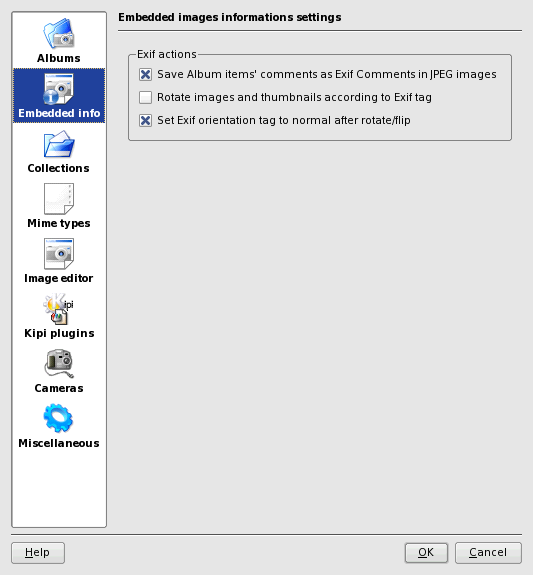 Embedded images informations settings
Albums
Embedded info
Collections
Mime types
Image editor
ipi
Kipi plugins
Cameras
Miscellaneous
Exif actions
Save Album items' comments as Exif Comments in JPEG images
Rotate images and thumbnails according to Exif tag
Set Exif orientation tag to normal after rotate/flip
Help
OK
Cancel